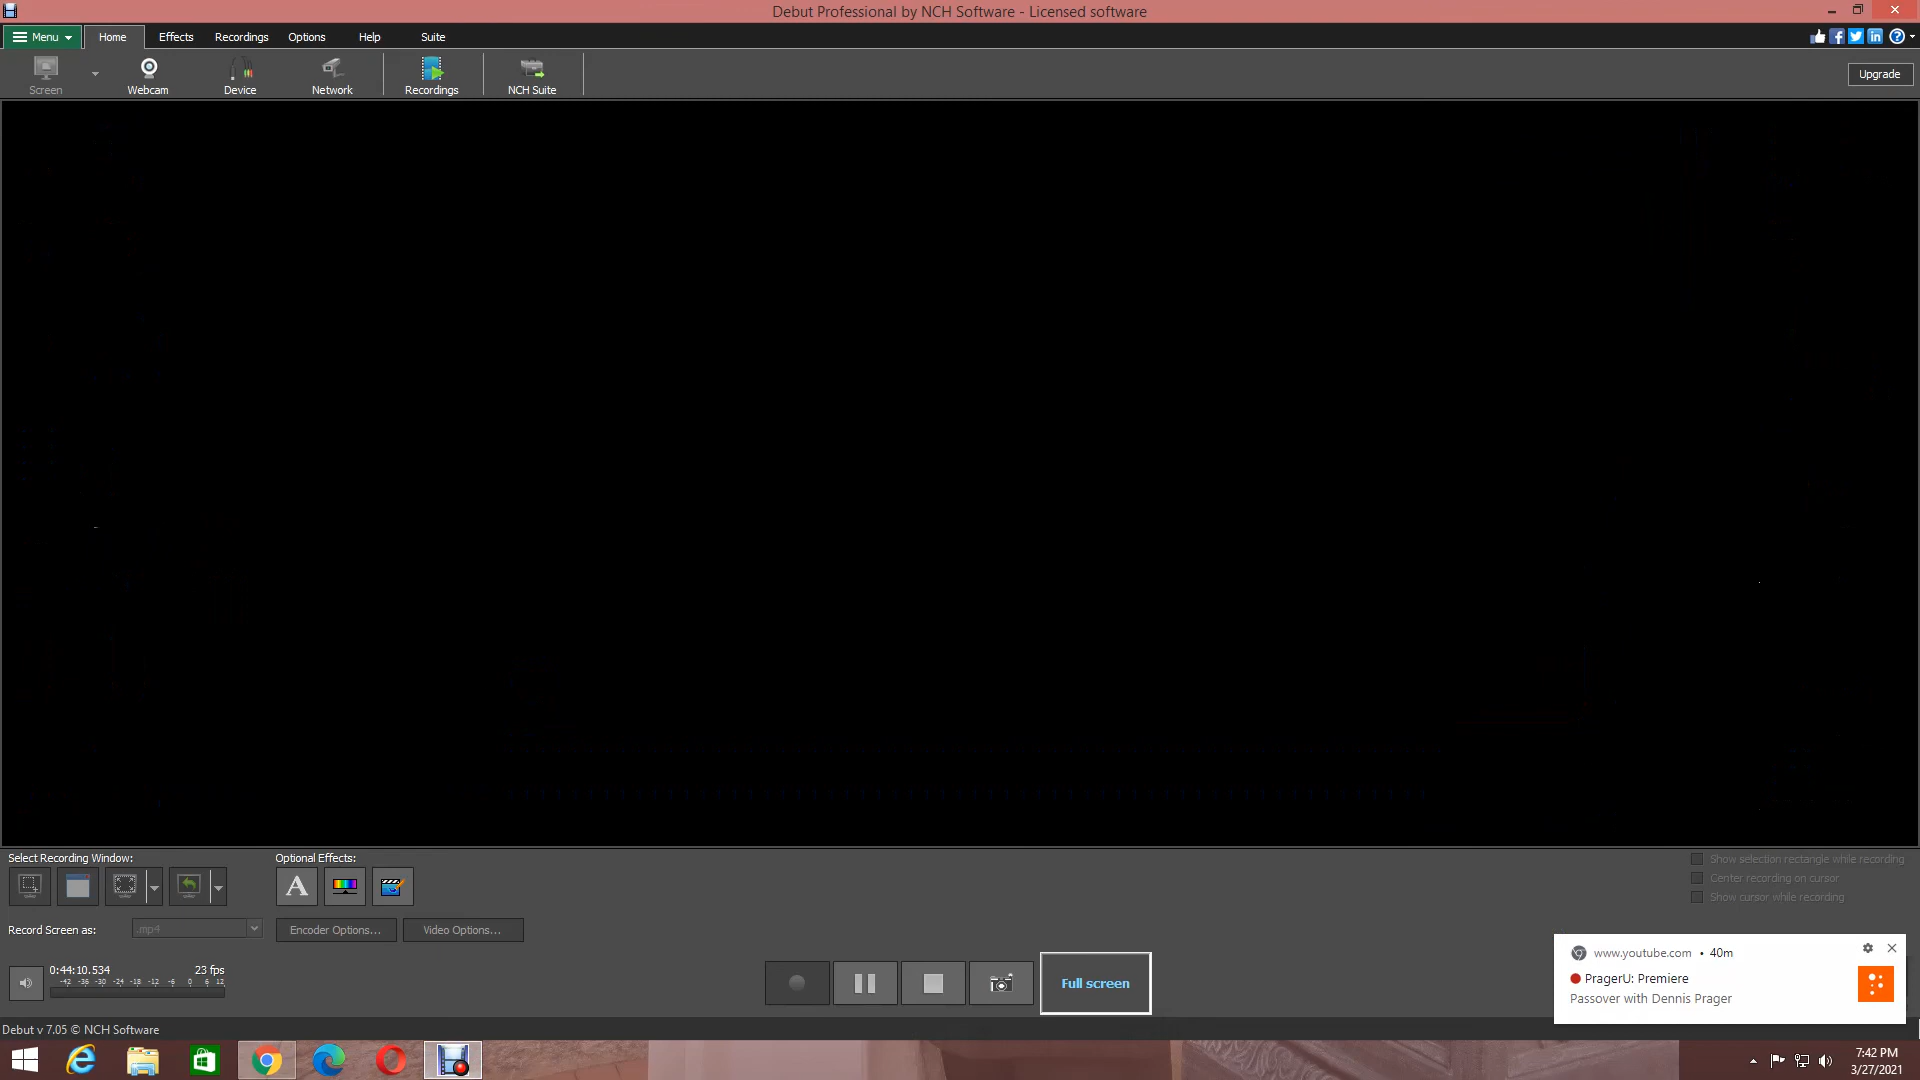 Debut Professional by NCH Software - Licensed software
Menu Home Effects Recordings Options Help Suite
Screen Webcam Device Network Recordings NCH Suite Upgrade
Select Recording Window: Optional Effects:
Show selection rectangle while recording
Center recording on cursor
Show cursor while recording
A
Record Screen as: .mp4 Encoder Options... Video Options...
0:44:10.534 23 fps
-42 -36 -30 -24 -18 -12 -6 0 6 12
Full screen
www.youtube.com • 40m
PragerU: Premiere
Passover with Dennis Prager
Debut v 7.05 © NCH Software
7:42 PM
3/27/2021